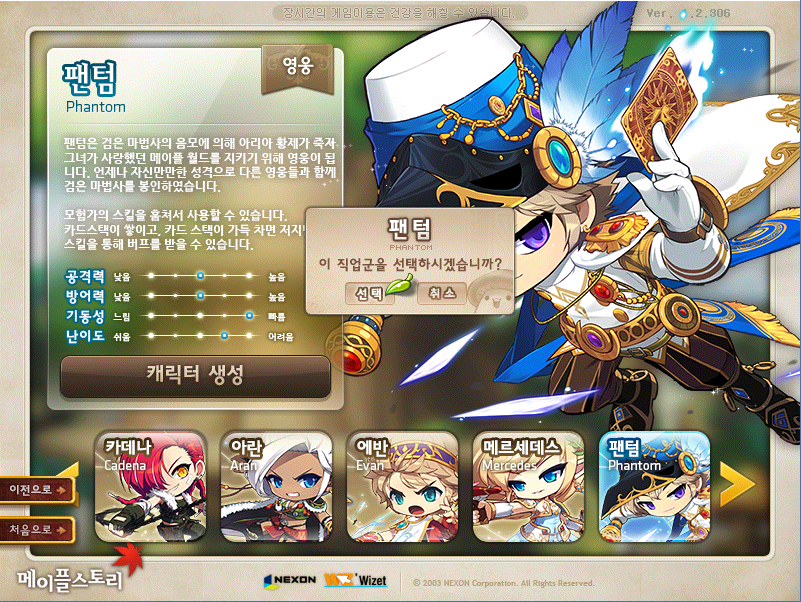 장시간의 게임이용은 건강을 해칠 수 있습니다.
팬텀
Phantom
영웅
팬텀은 검은 마법사의 음모에 의해 아리아 황제가 죽자
그녀가 사랑했던 메이플 월드를 지키기 위해 영웅이 됩
니다. 언제나 자신만만한 성격으로 다른 영웅들과 함께
검은 마법사를 봉인하였습니다.
모험가의 스킬을 훔쳐서 사용할 수 있습니다.
카드스택이 쌓이고, 카드 스택이 가득 차면 저지
스킬을 통해 버프를 받을 수 있습니다.
공격력 낮음 높음
방어력 낮음 높음
기동성 느림 빠름
난이도 쉬움 어려움
캐릭터 생성
팬텀
PHANTOM
이 직업군을 선택하시겠습니까?
선택 취소
카데나
Cadena
아란
Aran
에반
Evan
메르세데스
Mercedes
팬텀
Phantom
이전으로
처음으로
메이플스토리
NEXON Wizet
© 2003 NEXON Corporation. All Rights Reserved.